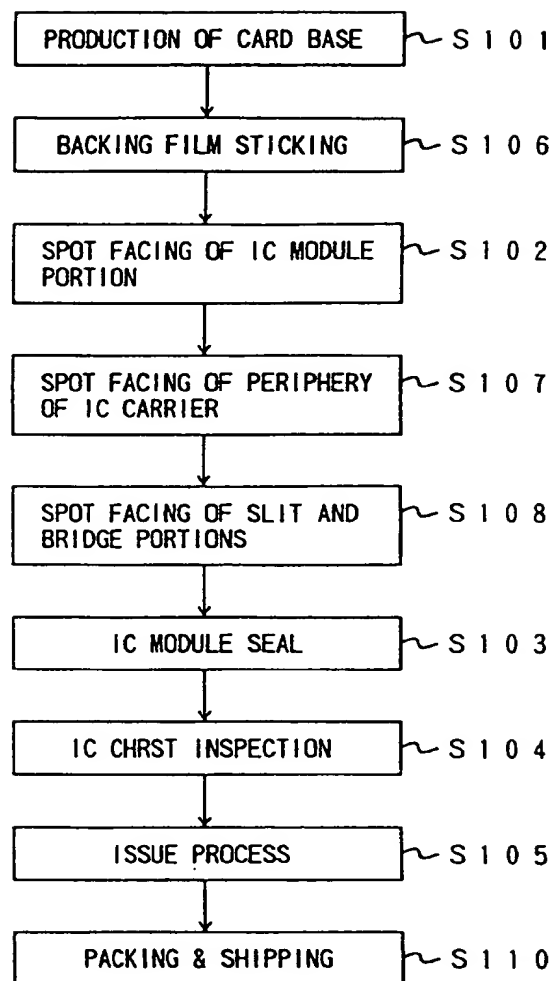 PRODUCTION OF CARD BASE S101
BACKING FILM STICKING S106
SPOT FACING OF IC MODULE S102
PORTION
SPOT FACING OF PERIPHERY S107
OF IC CARRIER
SPOT FACING OF SLIT AND S108
BRIDGE PORTIONS
IC MODULE SEAL S103
IC CHRST INSPECTION S104
ISSUE PROCESS S105
PACKING & SHIPPING S110